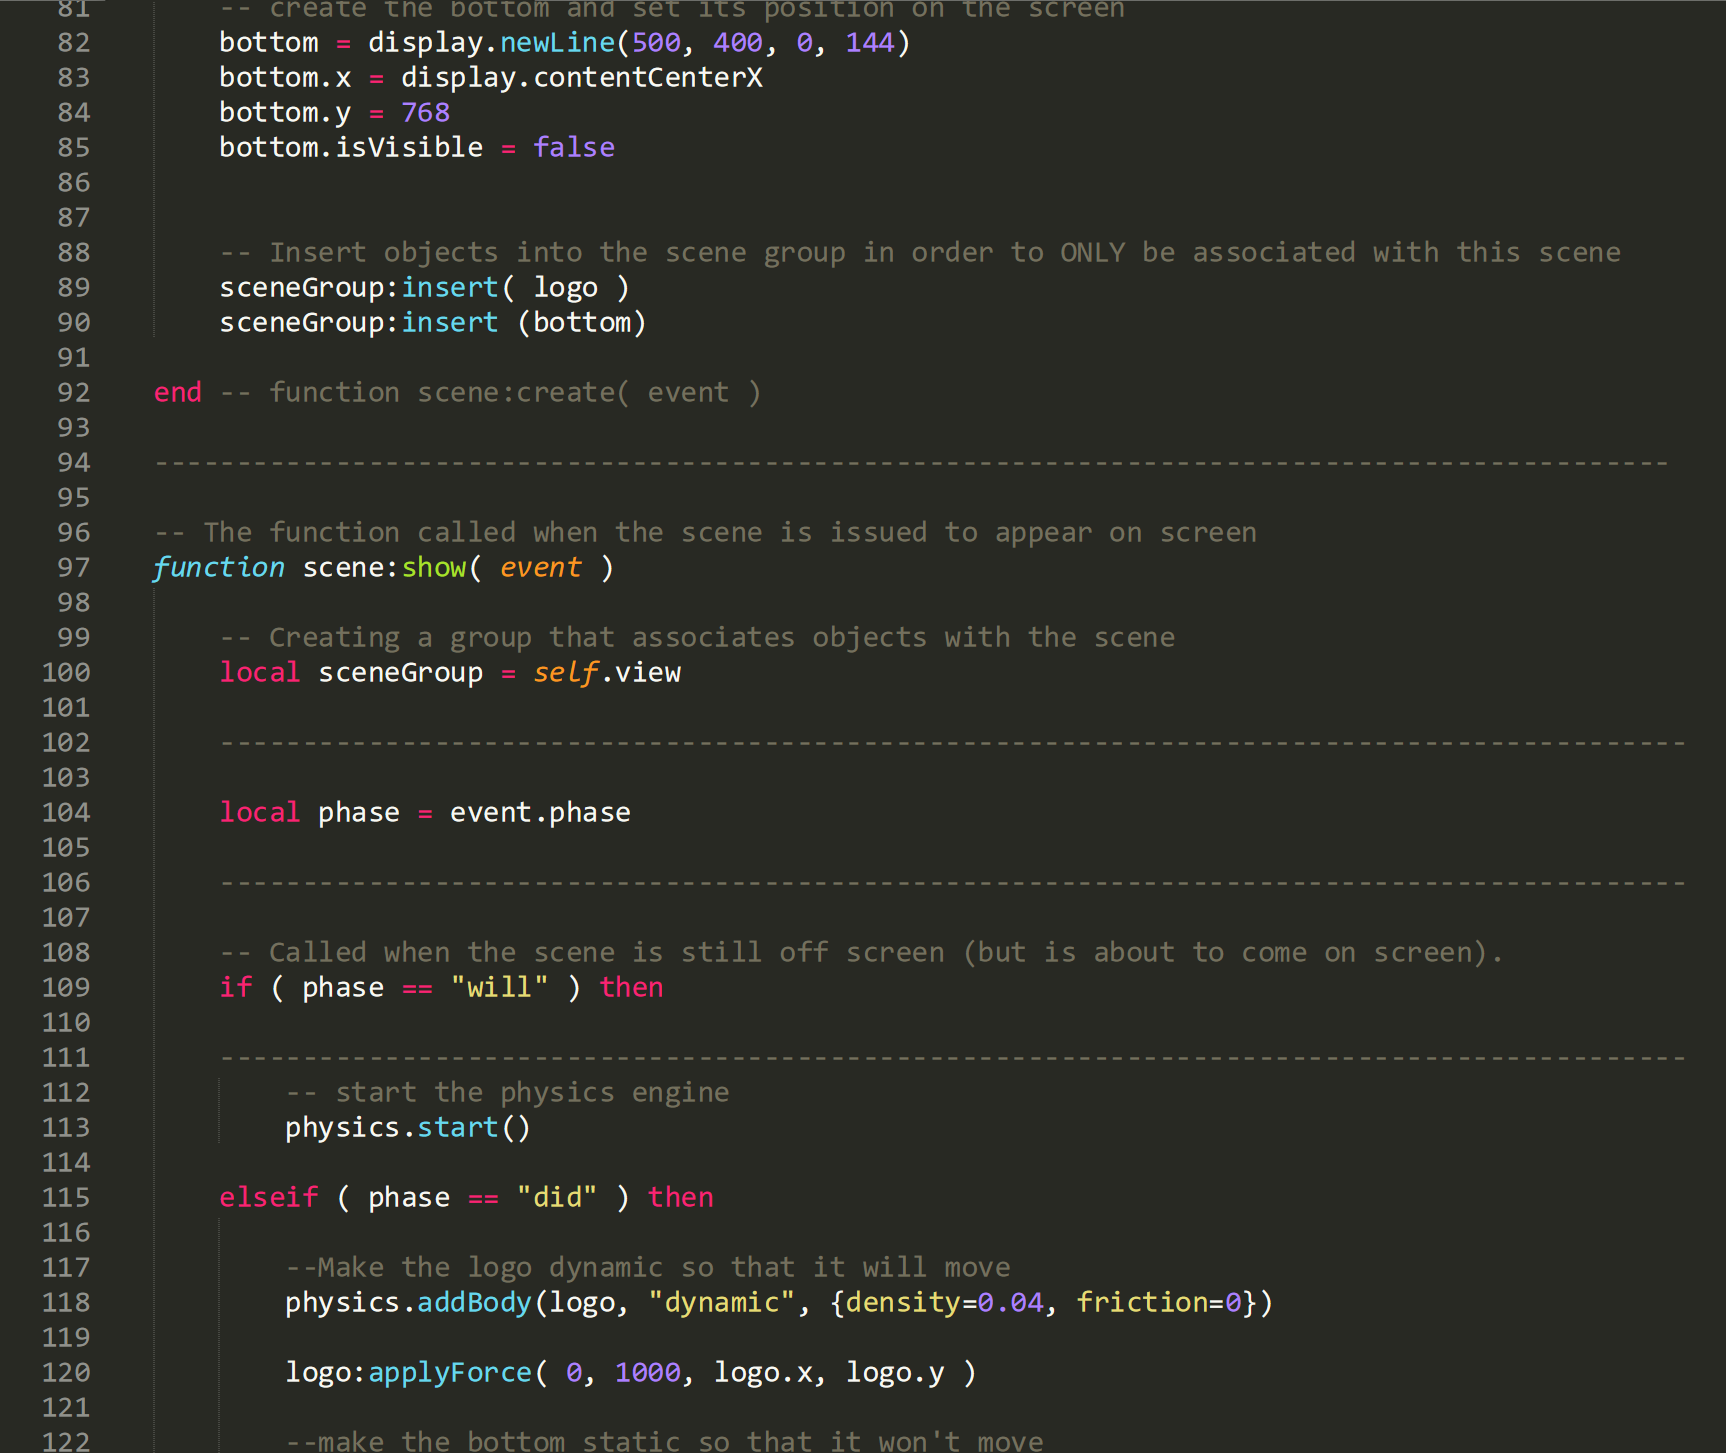 81 -- create the bottom and set its position on the screen
82 bottom = display.newLine(500, 400, 0, 144)
83 bottom.x = display.contentCenterX
84 bottom.y = 768
85 bottom.isVisible = false
86
87
88 -- Insert objects into the scene group in order to ONLY be associated with this scene
89 sceneGroup:insert( logo )
90 sceneGroup:insert (bottom)
91
92 end -- function scene:create( event )
93
94 --------------------------------------------------------------------------------------------
95
96 -- The function called when the scene is issued to appear on screen
97 function scene:show( event )
98
99 -- Creating a group that associates objects with the scene
100 local sceneGroup = self.view
101
102 -----------------------------------------------------------------------------------------
103
104 local phase = event.phase
105
106 -----------------------------------------------------------------------------------------
107
108 -- Called when the scene is still off screen (but is about to come on screen).
109 if ( phase == "will" ) then
110
111 -----------------------------------------------------------------------------------------
112 -- start the physics engine
113 physics.start()
114
115 elseif ( phase == "did" ) then
116
117 --Make the logo dynamic so that it will move
118 physics.addBody(logo, "dynamic", {density=0.04, friction=0})
119
120 logo:applyForce( 0, 1000, logo.x, logo.y )
121
122 --make the bottom static so that it won't move